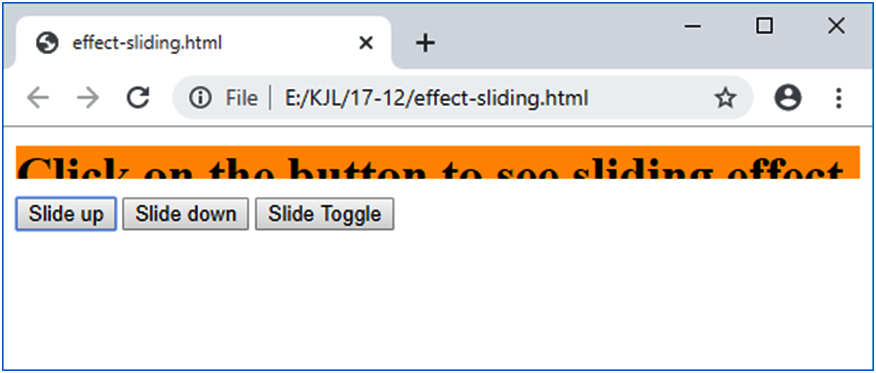 effect-sliding.html
File E:/KJL/17-12/effect-sliding.html
Click on the button to see sliding effect
Slide up Slide down Slide Toggle